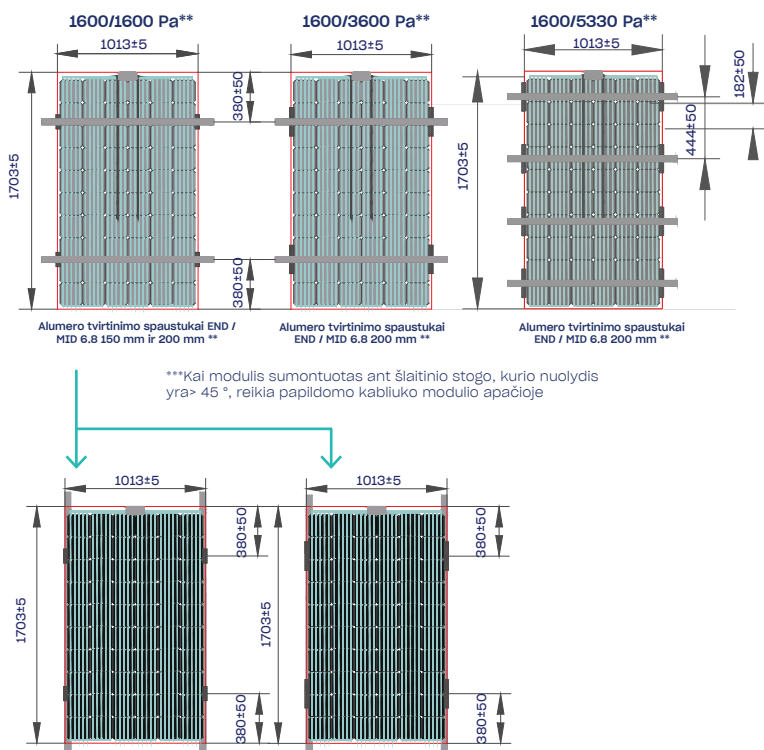 1600/1600 Pa**
1600/3600 Pa**
1600/5330 Pa**
1013±5
1013±5
1013±5
1703±5
380±50
380±50
380±50
380±50
1703±5
182±50
444±50
Alumero tvirtinimo spaustukai END /
MID 6.8 150 mm ir 200 mm **
Alumero tvirtinimo spaustukai
END / MID 6.8 200 mm **
Alumero tvirtinimo spaustukai
END / MID 6.8 200 mm **
***Kai modulis sumontuotas ant šlaitinio stogo, kurio nuolydis
yra> 45 °, reikia papildomo kabliuko modulio apačioje
1013±5
1013±5
1703±5
380±50
380±50
1703±5
380±50
380±50